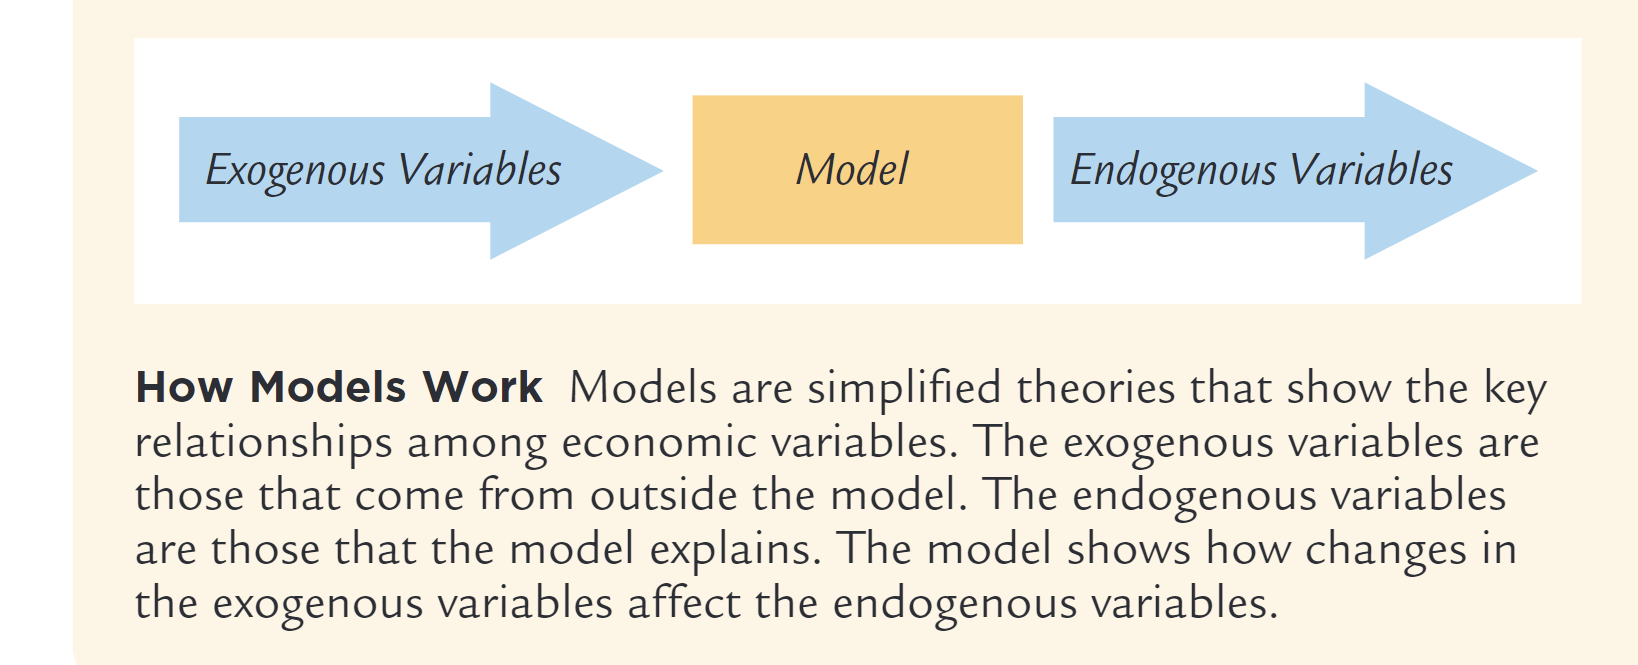 Exogenous Variables
Model
Endogenous Variables
How Models Work Models are simplified theories that show the key
relationships among economic variables. The exogenous variables are
those that come from outside the model. The endogenous variables
are those that the model explains. The model shows how changes in
the exogenous variables affect the endogenous variables.